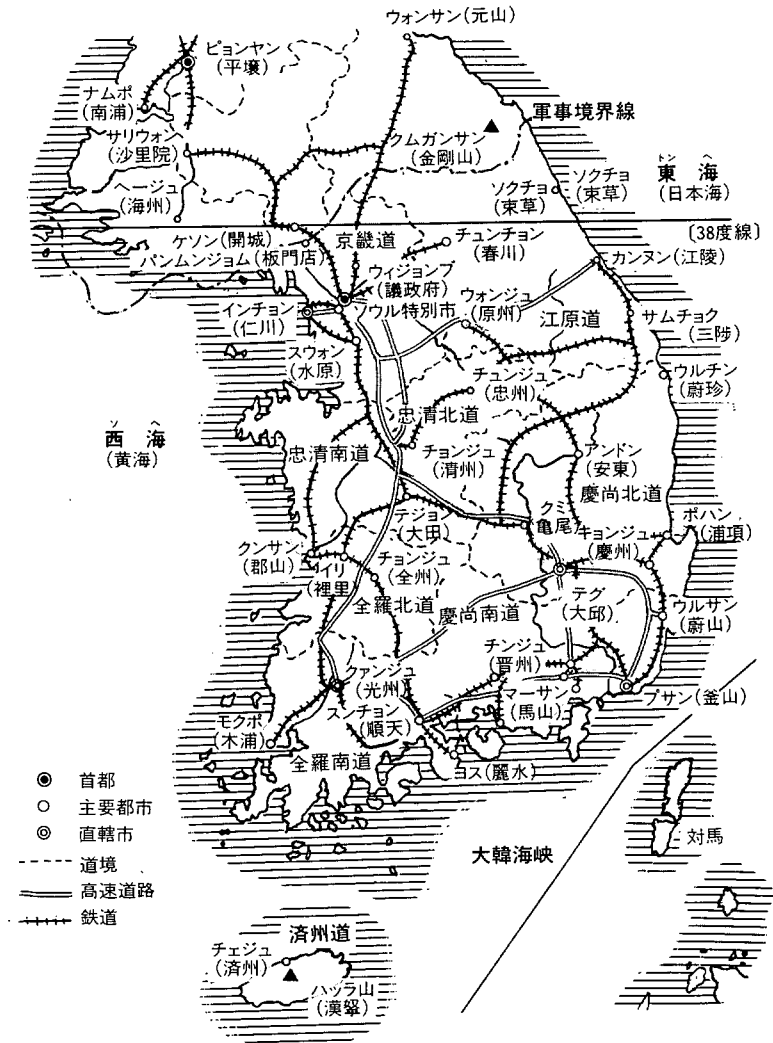 ウォンサン(元山)
ピョンヤン
(平壌)
ナムポ
(南浦)
サリウォン
(沙里院)
ヘージュ
(海州)
クムガンサン
(金剛山)
軍事境界線
ソクチョ
(束草)
ソクチョ
(束草)
トン ヘ
東 海
(日本海)
〔38度線〕
ケソン(開城)
パンムンジョム(板門店)
京畿道
チュンチョン
(春川)
カンヌン(江陵)
ウィジョンブ
(議政府)
ソウル特別市
インチョン
(仁川)
ウォンジュ
(原州)
江原道
サムチョク
(三陟)
スウォン
(水原)
チュンジュ
(忠州)
ウルチン
(蔚珍)
忠清北道
ソ ヘ
西 海
(黄海)
忠清南道
チョンジュ
(清州)
アンドン
(安東)
慶尚北道
テジョン
(大田)
クミ
亀尾
ポハン
(浦項)
キョンジュ
(慶州)
クンサン
(郡山)
イリ
(裡里)
チョンジュ
(全州)
全羅北道
慶尚南道
テグ
(大邱)
ウルサン
(蔚山)
チンジュ
(晋州)
クァンジュ
(光州)
スンチョン
(順天)
マーサン
(馬山)
プサン(釜山)
モクポ
(木浦)
全羅南道
ヨス(麗水)
首都
主要都市
直轄市
道境
高速道路
鉄道
対馬
大韓海峡
済州道
チェジュ
(済州)
ハッラ山
(漢拏)